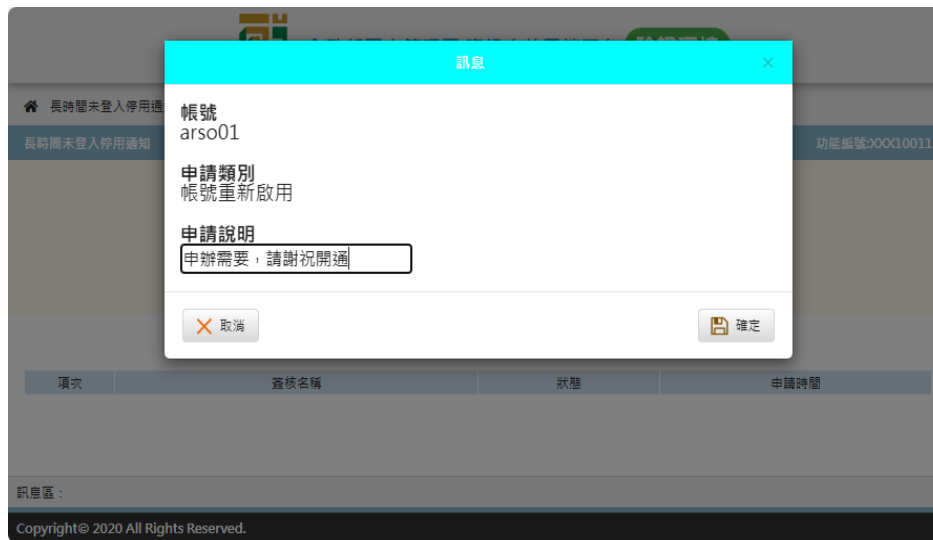 訊息
×
長時間未登入停用通
長時間未登入停用通知
功能編號:XXX10011
帳號
arso01
申請類別
帳號重新啟用
申請說明
申辦需要，請謝祝開通
取消
確定
項次 簽核名稱 狀態 申請時間
訊息區：
Copyright© 2020 All Rights Reserved.